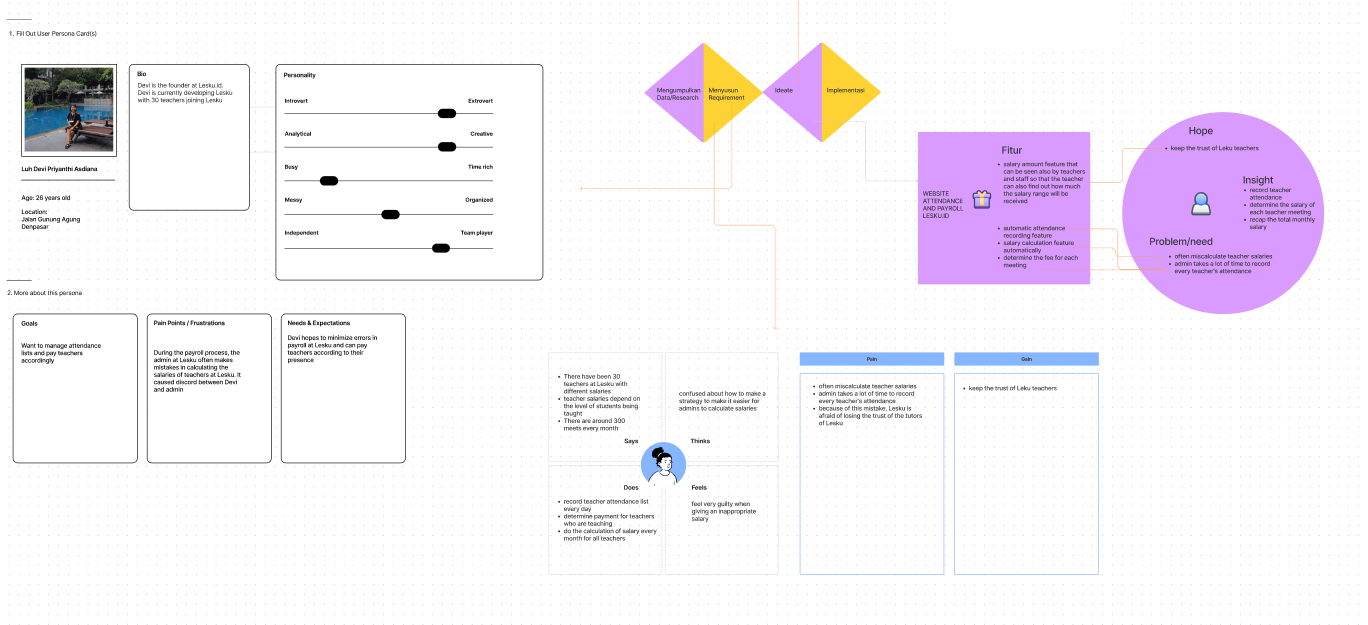 1. Fill Out User Persona Card(s)
Luh Devi Priyanthi Asdiana
Age: 26 years old
Location:
Jalan Gunung Agung
Denpasar
Bio
Devi is the founder at Lesku.Id.
Devi is currently developing Lesku
with 30 teachers joining Lesku
Personality
Introvert
Extrovert
Analytical
Creative
Busy
Time rich
Messy
Organized
Independent
Team player
2. More about this persona
Goals
Want to manage attendance
lists and pay teachers
accordingly
Pain Points / Frustrations
During the payroll process, the
admin at Lesku often makes
mistakes in calculating the
salaries of teachers at Lesku. It
caused discord between Devi
and admin
Needs & Expectations
Devi hopes to minimize errors in
payroll at Lesku and can pay
teachers according to their
presence
Mengumpulkan
Data/Research
Menyusun
Requirement
Ideate
Implementasi
WEBSITE
ATTENDANCE
AND PAYROLL
LESKU.ID
Fitur
• salary amount feature that
can be seen also by teachers
and staff so that the teacher
can also find out how much
the salary range will be
received
• automatic attendance
recording feature
• salary calculation feature
automatically
• determine the fee for each
meeting
Hope
• keep the trust of Leku teachers
Insight
• record teacher
attendance
• determine the salary of
each teacher meeting
• recap the total monthly
salary
Problem/need
• often miscalculate teacher salaries
• admin takes a lot of time to record
every teacher's attendance
• There have been 30
teachers at Lesku with
different salaries
• teacher salaries depend on
the level of students being
taught
• There are around 300
meets every month
Says
confused about how to make a
strategy to make it easier for
admins to calculate salaries
Thinks
Does
• record teacher attendance list
every day
• determine payment for teachers
who are teaching
• do the calculation of salary every
month for all teachers
Feels
feel very guilty when
giving an inappropriate
salary
Pain
• often miscalculate teacher salaries
• admin takes a lot of time to record
every teacher's attendance
• because of this mistake, Lesku is
afraid of losing the trust of the tutors
of Lesku
Gain
• keep the trust of Leku teachers